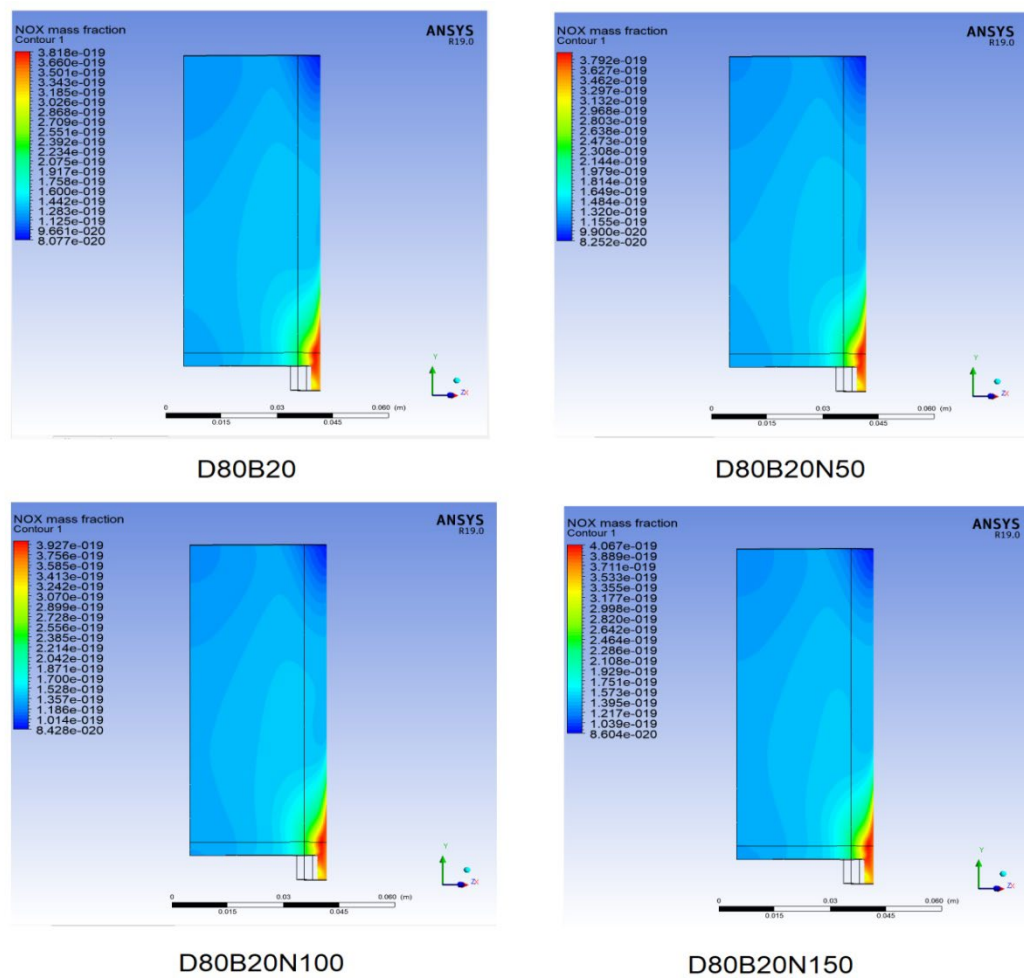 NOX mass fraction
Contour 1
3.818e-019
3.660e-019
3.501e-019
3.343e-019
3.185e-019
3.026e-019
2.868e-019
2.709e-019
2.551e-019
2.392e-019
2.234e-019
2.075e-019
1.917e-019
1.758e-019
1.600e-019
1.442e-019
1.283e-019
1.125e-019
9.661e-020
8.077e-020
ANSYS
R19.0
Y
ZX
0 0.03 0.060 (m)
0.015 0.045
D80B20
NOX mass fraction
Contour 1
3.792e-019
3.627e-019
3.462e-019
3.297e-019
3.132e-019
2.968e-019
2.803e-019
2.638e-019
2.473e-019
2.308e-019
2.144e-019
1.979e-019
1.814e-019
1.649e-019
1.484e-019
1.320e-019
1.155e-019
9.900e-020
8.252e-020
ANSYS
R19.0
Y
ZX
0 0.03 0.060 (m)
0.015 0.045
D80B20N50
NOX mass fraction
Contour 1
3.927e-019
3.756e-019
3.585e-019
3.413e-019
3.242e-019
3.070e-019
2.899e-019
2.728e-019
2.556e-019
2.385e-019
2.214e-019
2.042e-019
1.871e-019
1.700e-019
1.528e-019
1.357e-019
1.186e-019
1.014e-019
8.428e-020
ANSYS
R19.0
Y
ZX
0 0.03 0.060 (m)
0.015 0.045
D80B20N100
NOX mass fraction
Contour 1
4.067e-019
3.889e-019
3.711e-019
3.533e-019
3.355e-019
3.177e-019
2.998e-019
2.820e-019
2.642e-019
2.464e-019
2.286e-019
2.108e-019
1.929e-019
1.751e-019
1.573e-019
1.395e-019
1.217e-019
1.039e-019
8.604e-020
ANSYS
R19.0
Y
ZX
0 0.03 0.060 (m)
0.015 0.045
D80B20N150